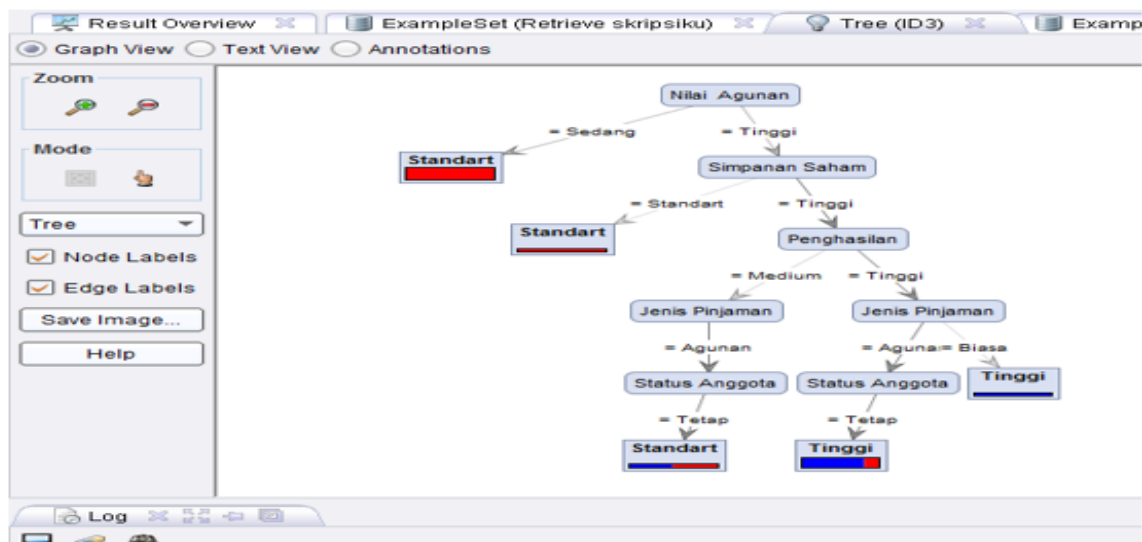 Result Overview
ExampleSet (Retrieve skripsiku)
Tree (ID3)
Examp
Graph View
Text View
Annotations
Zoom
Mode
Tree
Node Labels
Edge Labels
Save Image...
Help
Nilai Agunan
= Sedang
= Tinggi
Standart
Simpanan Saham
= Standart
= Tinggi
Standart
Penghasilan
= Medium
= Tinggi
Jenis Pinjaman
Jenis Pinjaman
= Agunan
= Aguna
= Biasa
Status Anggota
Status Anggota
Tinggi
= Tetap
= Tetap
Standart
Tinggi
Log